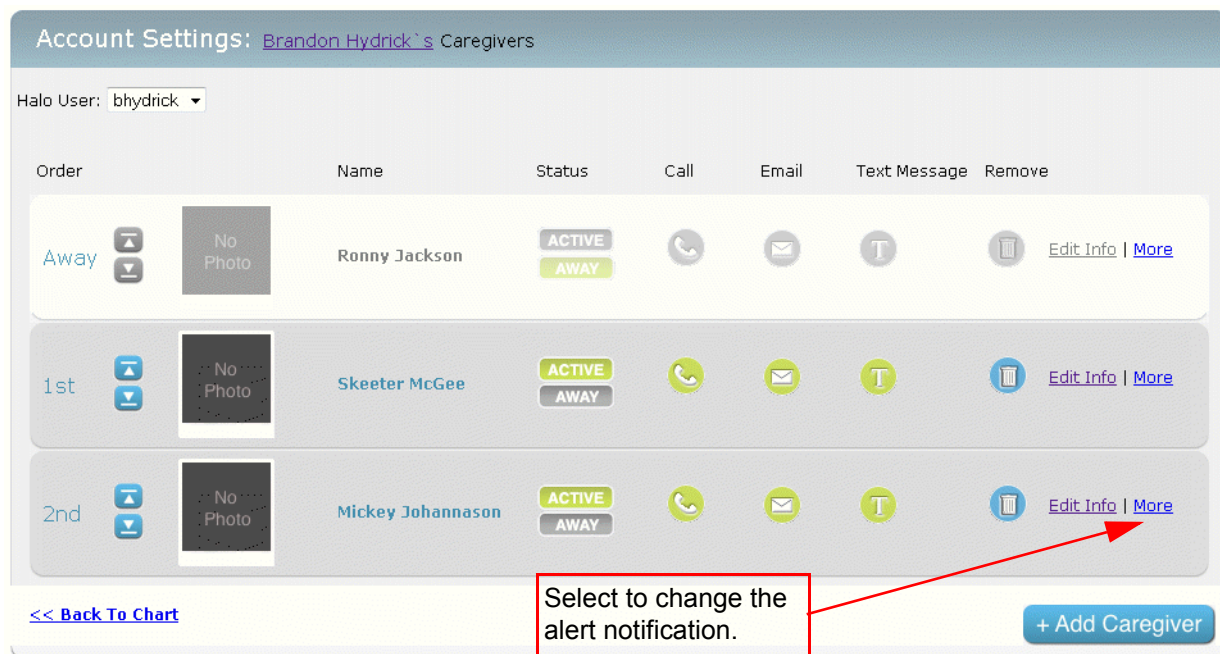 Account Settings: Brandon Hydrick`s Caregivers
Halo User: bhydrick
Order Name Status Call Email Text Message Remove
Away No Photo Ronny Jackson ACTIVE AWAY T Edit Info | More
1st No Photo Skeeter McGee ACTIVE AWAY T Edit Info | More
2nd No Photo Mickey Johannason ACTIVE AWAY T Edit Info | More
<< Back To Chart
Select to change the
alert notification.
+ Add Caregiver